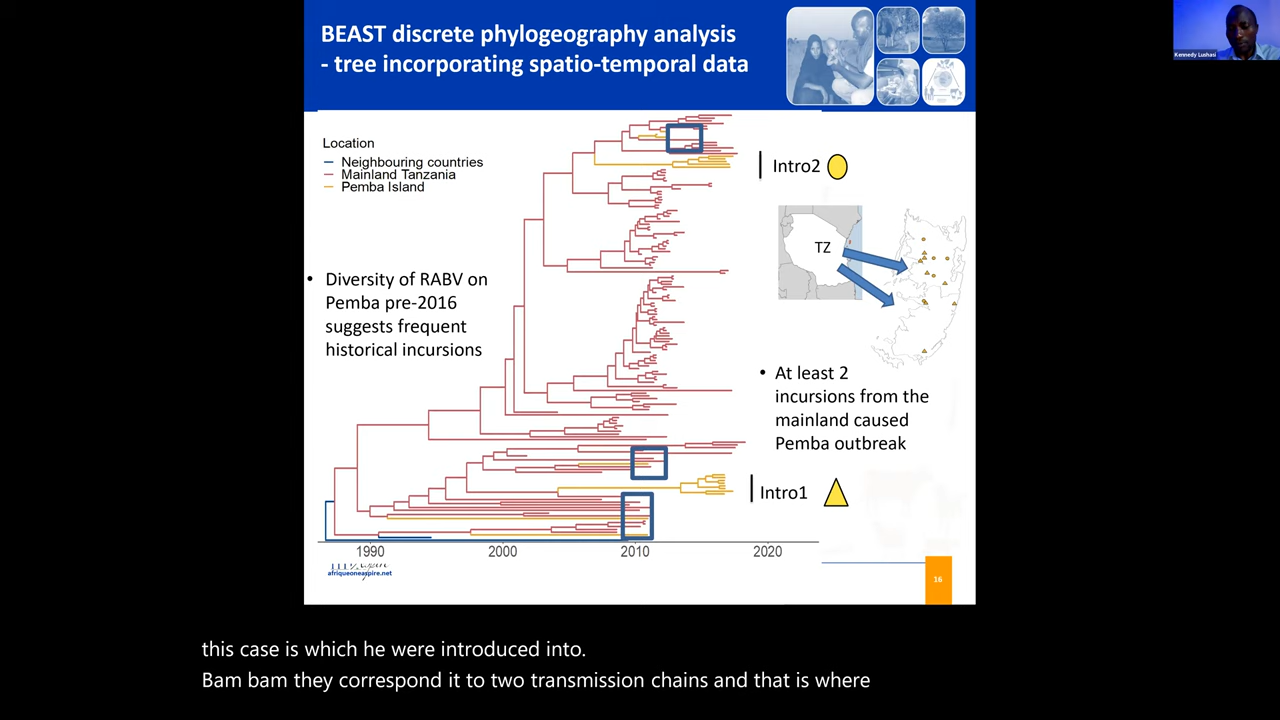 BEAST discrete phylogeography analysis
- tree incorporating spatio-temporal data
Kennedy Lushasi
Location
Neighbouring countries
Mainland Tanzania
Pemba Island
Intro2
TZ
• Diversity of RABV on
Pemba pre-2016
suggests frequent
historical incursions
• At least 2
incursions from the
mainland caused
Pemba outbreak
Intro1
1990 2000 2010 2020
afriqueoneaspire.net
16
this case is which he were introduced into.
Bam bam they correspond it to two transmission chains and that is where